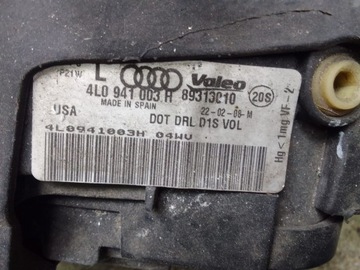 P21W L Valeo
4L0 941 003 H 89313010 20S
MADE IN SPAIN
USA 22-02-08-M
DOT DRL D1S VOL
4L0941003H 04WV
Hg<1mg VF-2